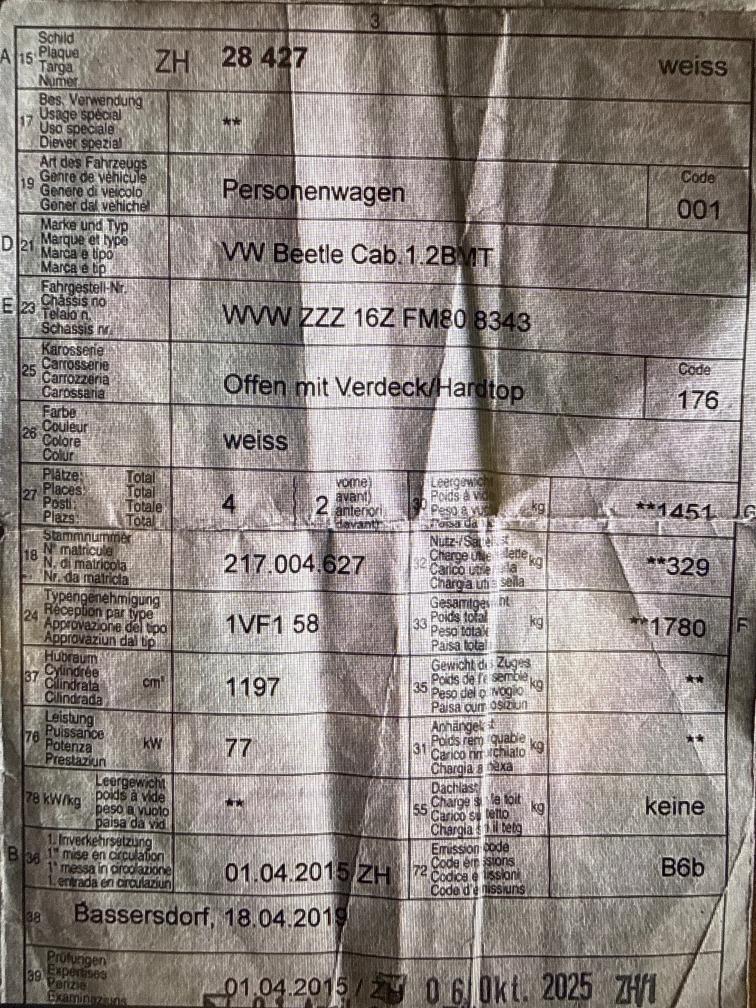 3
A 15 Schild
Plaque
Targa
Numer
ZH 28 427 weiss
17 Bes. Verwendung
Usage spécial
Uso speciale
Diever spezial
**
19 Art des Fahrzeugs
Genre de véhicule
Genere di veicolo
Gener dal vehichel
Personenwagen
Code
001
D 21 Marke und Typ
Marque et type
Marca e tipo
Marca e tip
VW Beetle Cab.1.2BMT
E 23 Fahrgestell-Nr.
Châssis no
Telaio n.
Schassis nr.
WVW ZZZ 16Z FM80 8343
25 Karosserie
Carrosserie
Carrozzeria
Carossaria
Offen mit Verdeck/Hardtop
Code
176
26 Farbe
Couleur
Colore
Colur
weiss
27 Plätze: Total
Places: Total
Posti: Totale
Plazs: Total
4
2 vorne)
avant)
anteriori
davant)
Leergewicht
Poids à vide
Peso a vuoto
kg
**1451
18 Stammnummer
N° matricule
N. di matricola
Nr. da matricla
217.004.627
32 Nutz-/Sattellast
Charge utile
Carico utile
Chargia utila sella
kg
**329
24 Typengenehmigung
Réception par type
Approvazione del tipo
Approvaziun dal tip
1VF1 58
33 Gesamtgewicht
Poids total
Peso totale
Paisa totala
kg
**1780 F
37 Hubraum
Cylindrée
Cilindrata
Cilindrada
cm³
1197
35 Gewicht des Zuges
Poids de l'ensemble
Peso del convoglio
Paisa cumposiziun
kg
**
76 Leistung
Puissance
Potenza
Prestaziun
kW
77
31 Anhängelast
Poids remorquable
Carico rimorchiato
Chargia annexa
kg
**
78 kW/kg Leergewicht
poids à vide
peso a vuoto
paisa da vid
**
55 Dachlast
Charge sur le toit
Carico sul tetto
Chargia sin il tetg
kg
keine
B 36 1. Inverkehrsetzung
1re mise en circulation
1a messa in circolazione
1. entrada en circulaziun
01.04.2015 ZH
72 Emissionscode
Code émissions
Codice emissioni
Code d'emissiuns
B6b
38 Bassersdorf, 18.04.2019
39 Prüfungen
Expertises
Perizie
Examinaziuns
01.04.2015 / ZH 06. Okt. 2025 ZH/1